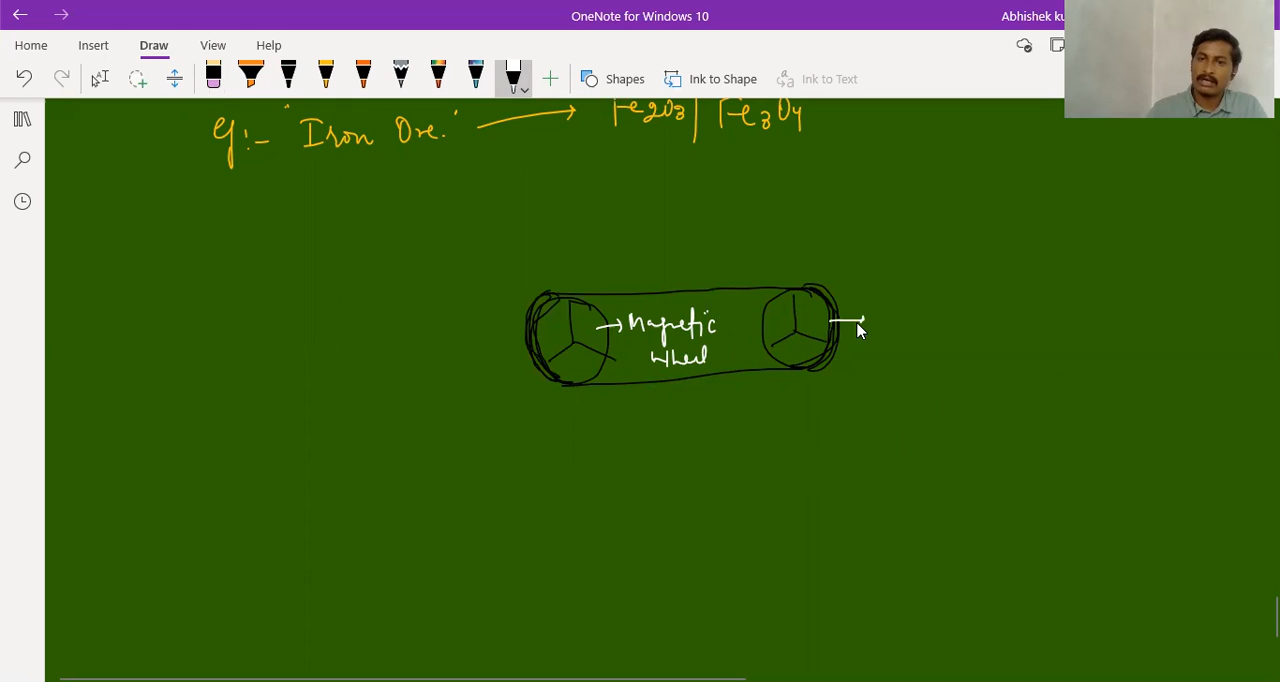 OneNote for Windows 10
Abhishek ku
Home Insert Draw View Help
Shapes Ink to Shape Ink to Text
Eg:- "Iron Ore." → Fe2O3 | Fe3O4
→ Magnetic
Wheel